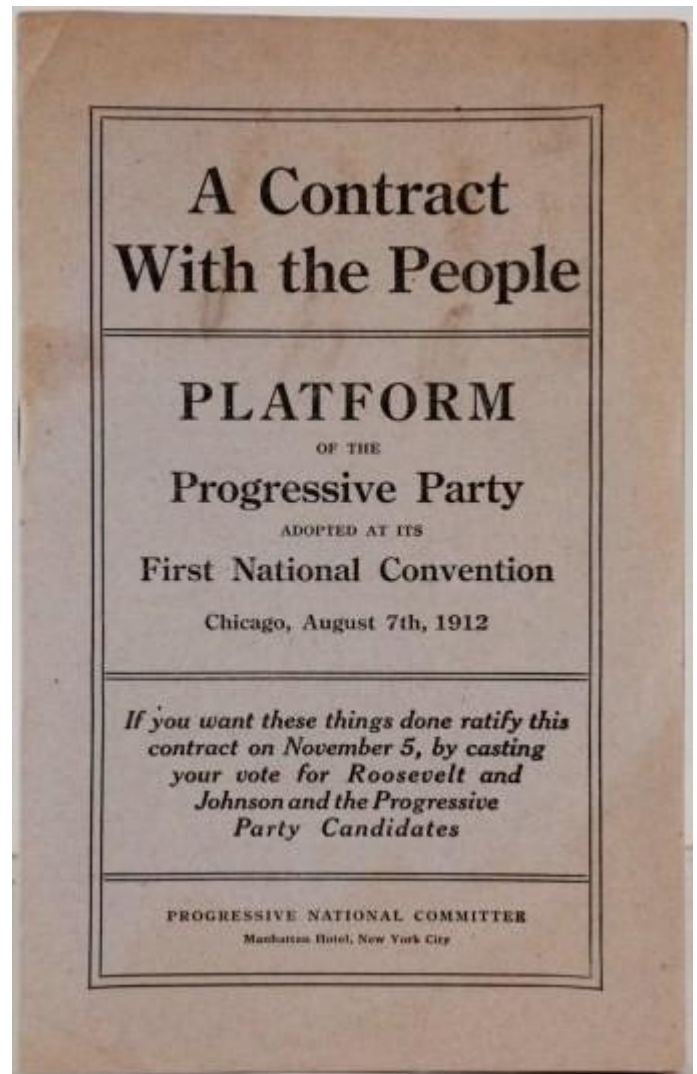 A Contract
With the People
PLATFORM
OF THE
Progressive Party
ADOPTED AT ITS
First National Convention
Chicago, August 7th, 1912
If you want these things done ratify this
contract on November 5, by casting
your vote for Roosevelt and
Johnson and the Progressive
Party Candidates
PROGRESSIVE NATIONAL COMMITTEE
Manhattan Hotel, New York City